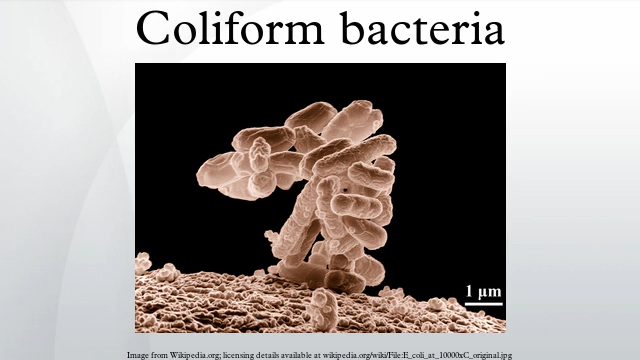 Coliform bacteria
1 μm
Image from Wikipedia.org; licensing details available at wikipedia.org/wiki/File:E_coli_at_10000xC_original.jpg